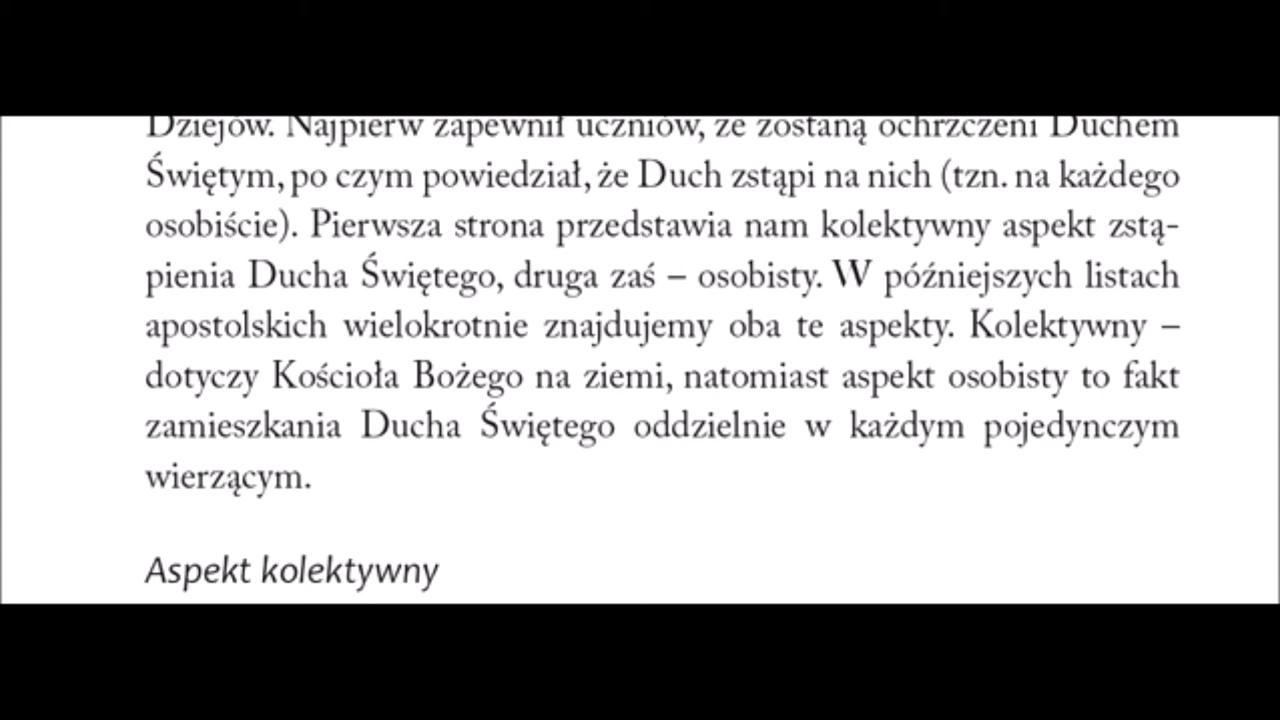 Dziejów. Najpierw zapewnił uczniów, że zostaną ochrzczeni Duchem
Świętym, po czym powiedział, że Duch zstąpi na nich (tzn. na każdego
osobiście). Pierwsza strona przedstawia nam kolektywny aspekt zstą-
pienia Ducha Świętego, druga zaś – osobisty. W późniejszych listach
apostolskich wielokrotnie znajdujemy oba te aspekty. Kolektywny –
dotyczy Kościoła Bożego na ziemi, natomiast aspekt osobisty to fakt
zamieszkania Ducha Świętego oddzielnie w każdym pojedynczym
wierzącym.
Aspekt kolektywny